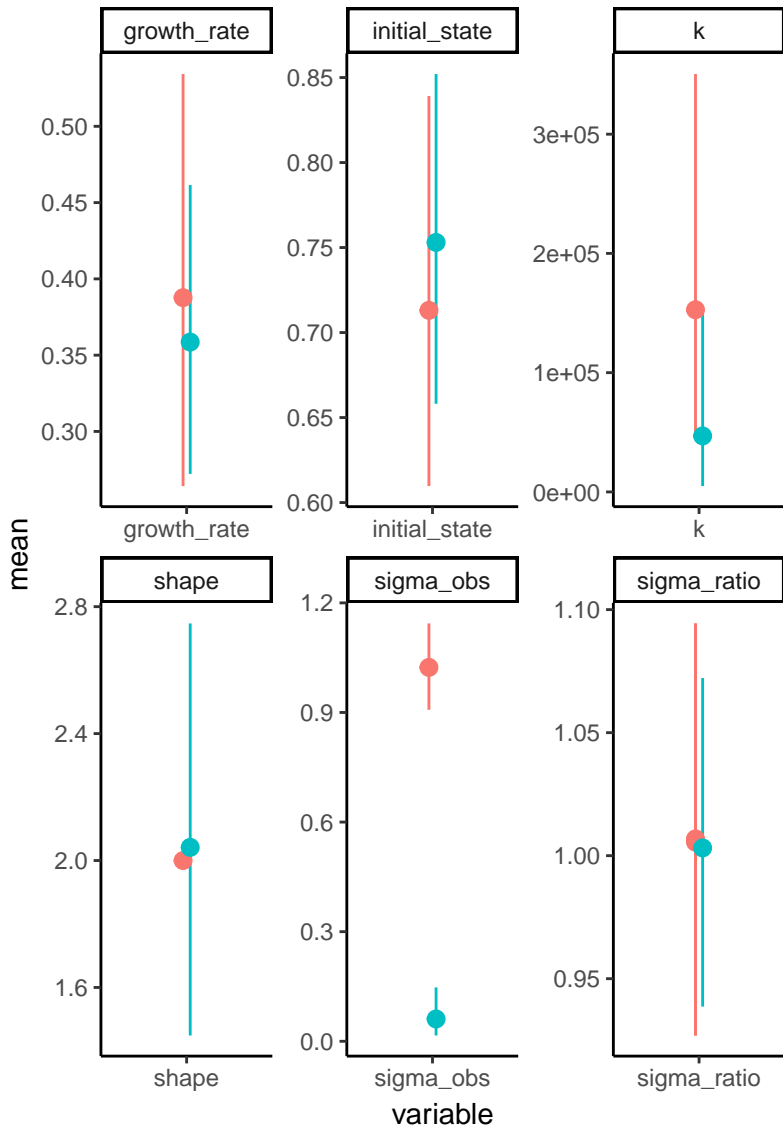 growth_rate initial_state k
0.50
0.45
0.40
0.35
0.30
0.85
0.80
0.75
0.70
0.65
0.60
3e+05
2e+05
1e+05
0e+00
growth_rate initial_state k
mean
shape sigma_obs sigma_ratio
2.8
2.4
2.0
1.6
1.2
0.9
0.6
0.3
0.0
1.10
1.05
1.00
0.95
shape sigma_obs sigma_ratio
variable